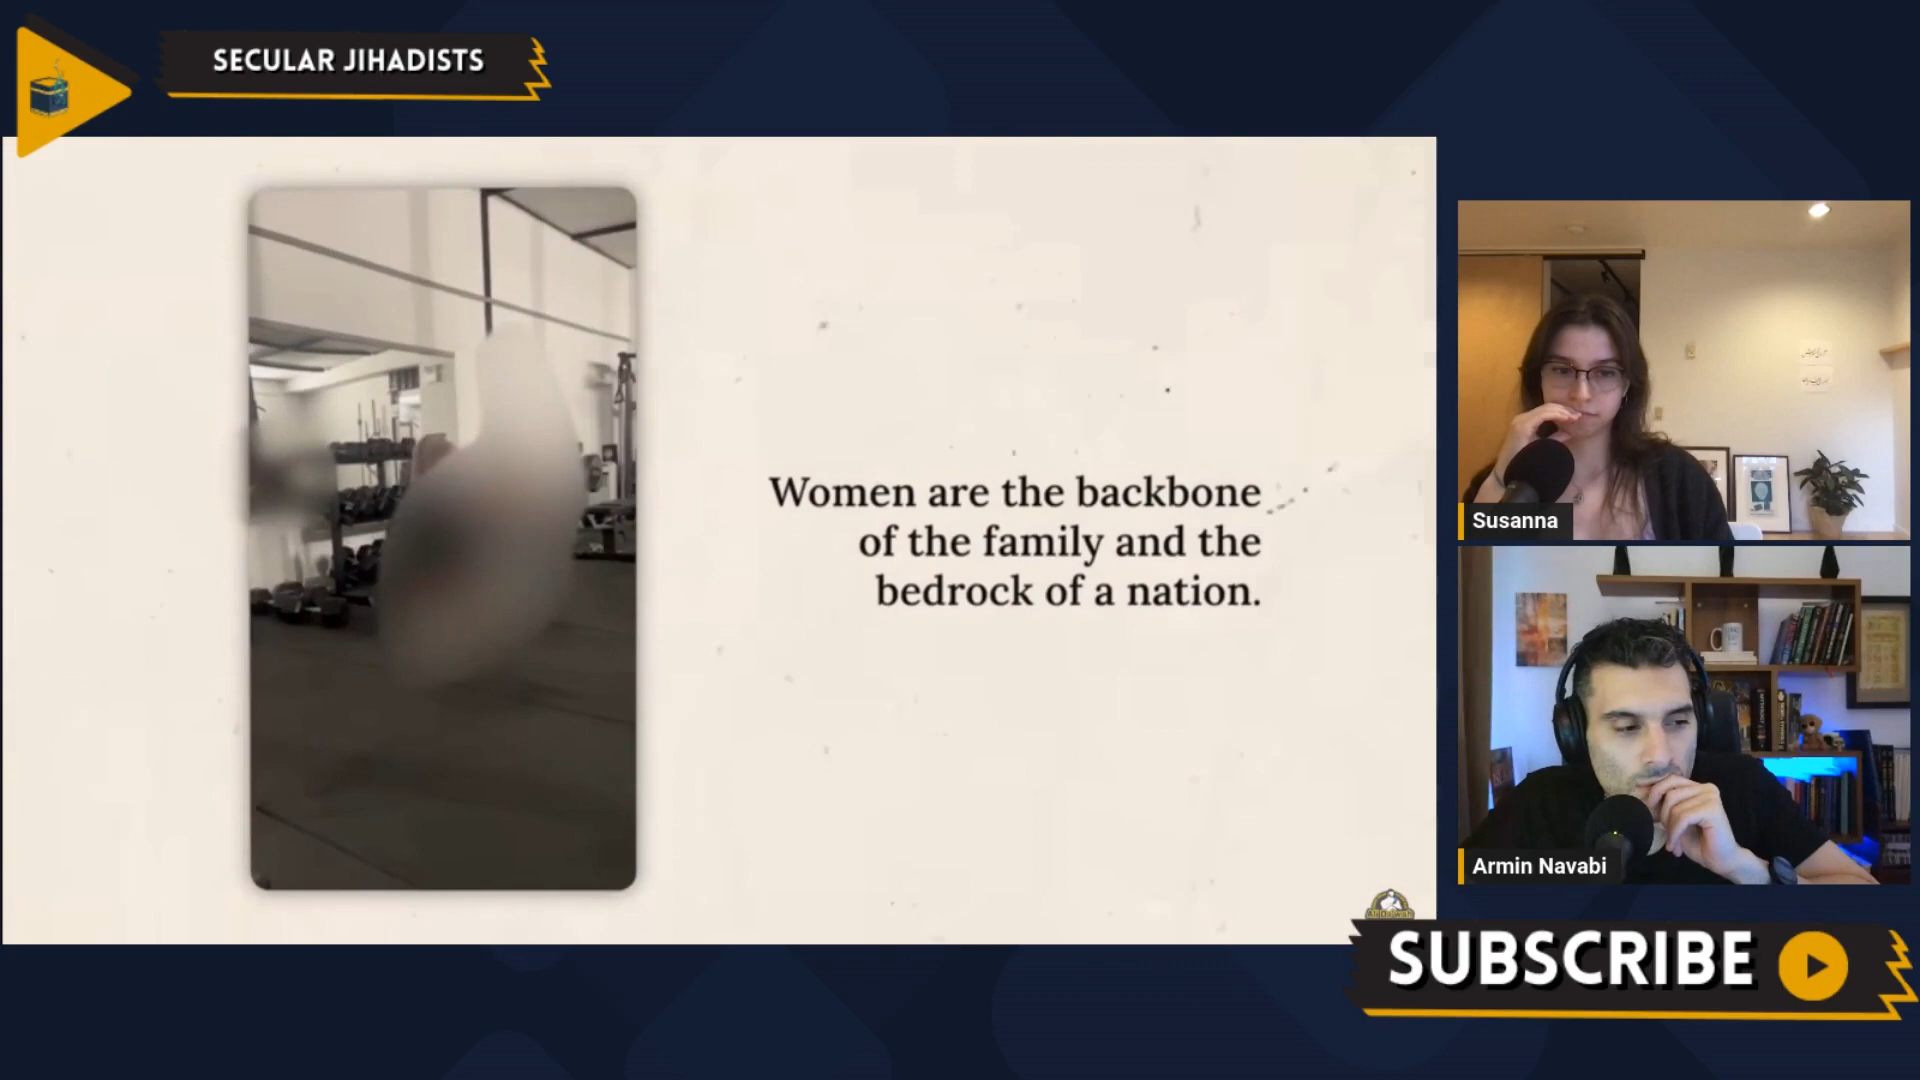 SECULAR JIHADISTS
Women are the backbone
of the family and the
bedrock of a nation.
Susanna
Armin Navabi
SUBSCRIBE